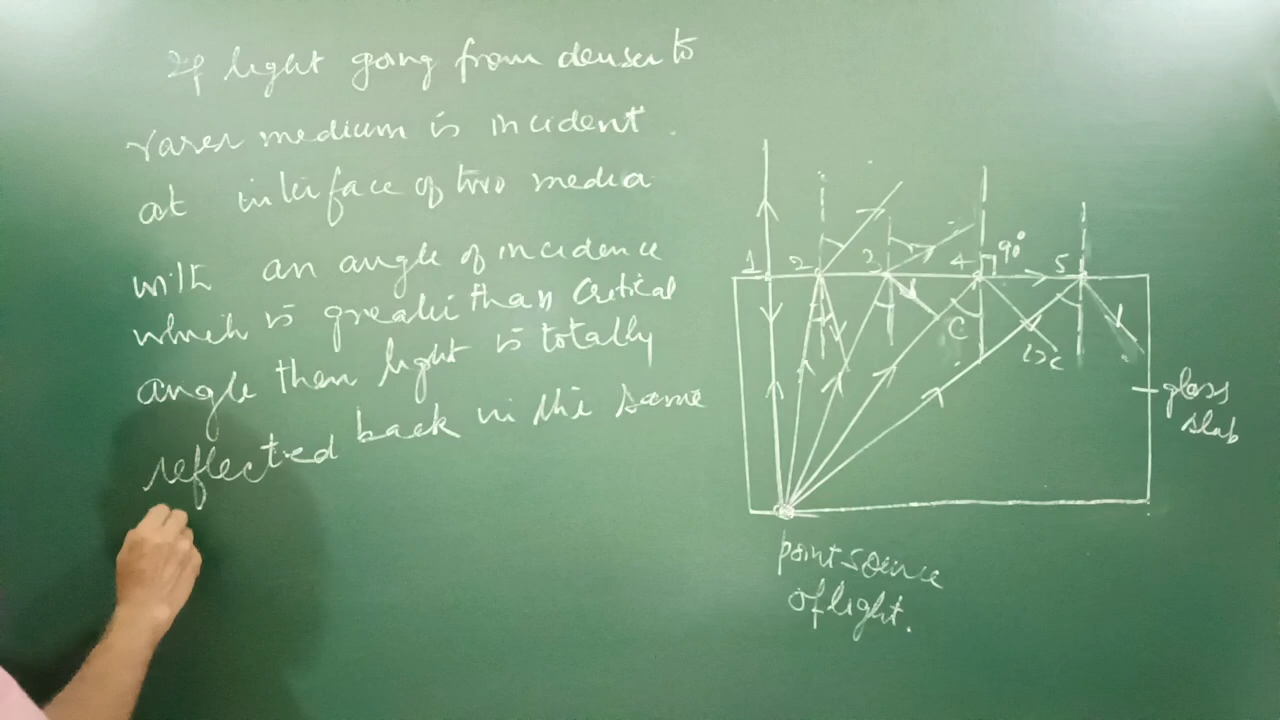 If light going from denser to
rarer medium is incident.
at interface of two media
with an angle of incidence
which is greater than critical
angle then light is totally
reflected back in the same
1 2 3 4 90° 5
C
i>c
glass
slab
point source
of light.